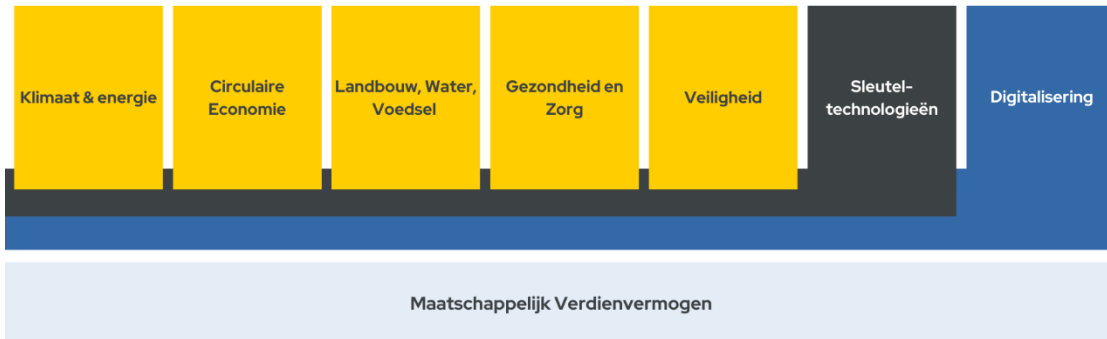 Klimaat & energie
Circulaire
Economie
Landbouw, Water,
Voedsel
Gezondheid en
Zorg
Veiligheid
Sleutel-
technologieën
Digitalisering
Maatschappelijk Verdienvermogen